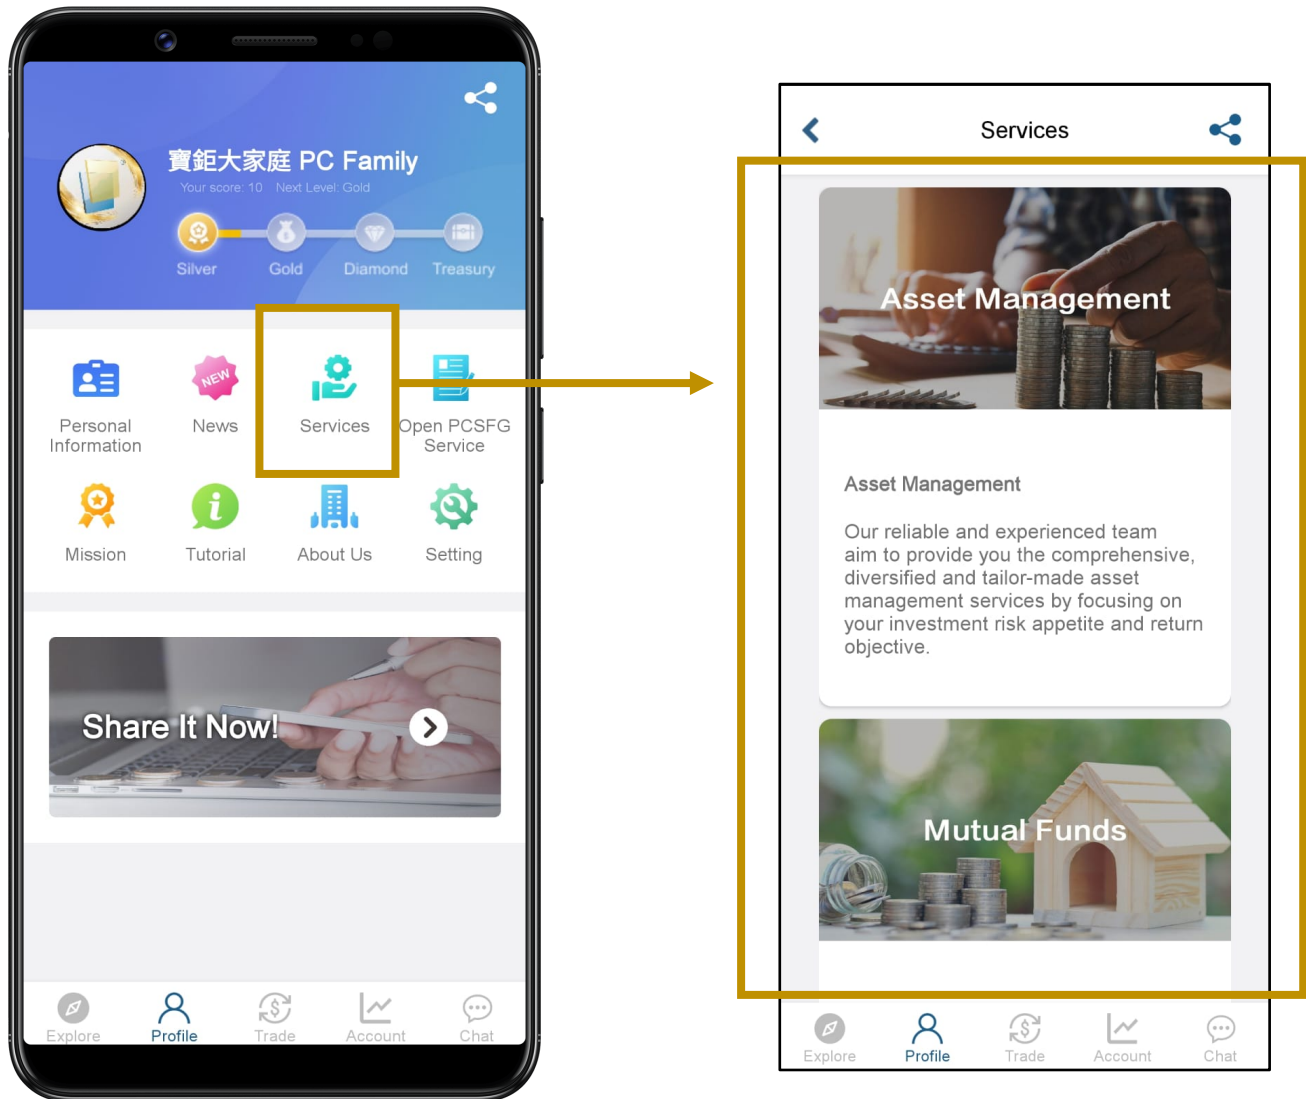 寶鉅大家庭 PC Family
Your score: 10 Next Level: Gold
Silver Gold Diamond Treasury
Personal Information
News
Services
Open PCSFG Service
Mission
Tutorial
About Us
Setting
Share It Now!
Explore Profile Trade Account Chat
Services
Asset Management
Asset Management
Our reliable and experienced team
aim to provide you the comprehensive,
diversified and tailor-made asset
management services by focusing on
your investment risk appetite and return
objective.
Mutual Funds
Explore Profile Trade Account Chat